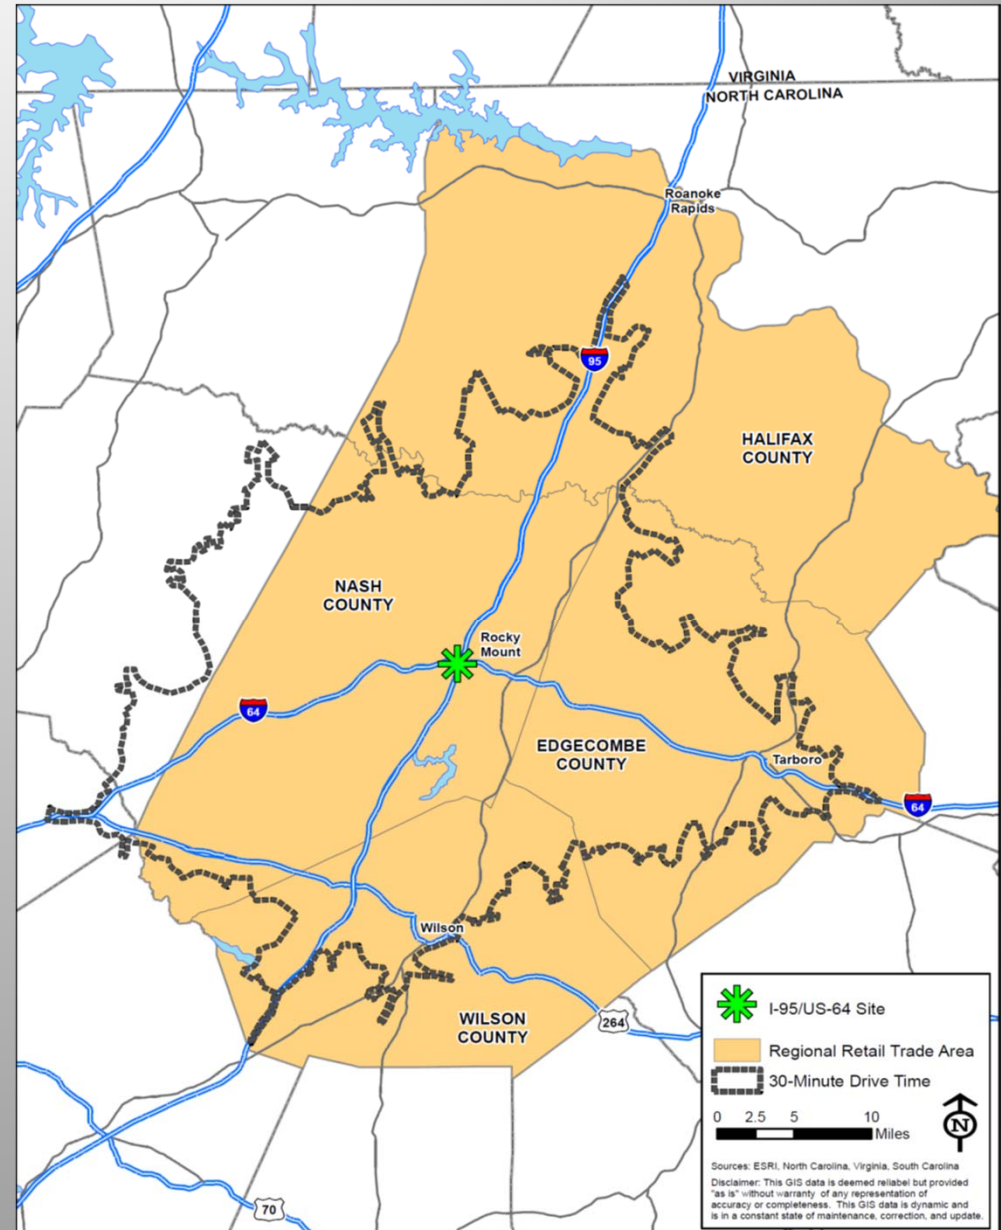 VIRGINIA
NORTH CAROLINA
Roanoke
Rapids
95
HALIFAX
COUNTY
NASH
COUNTY
Rocky
Mount
64
EDGECOMBE
COUNTY
Tarboro
64
Wilson
WILSON
COUNTY
264
70
I-95/US-64 Site
Regional Retail Trade Area
30-Minute Drive Time
0 2.5 5 10
Miles
N
Sources: ESRI, North Carolina, Virginia, South Carolina
Disclaimer: This GIS data is deemed reliabel but provided
"as is" without warranty of any representation of
accuracy or completeness. This GIS data is dynamic and
is in a constant state of maintenance, correction, and update.